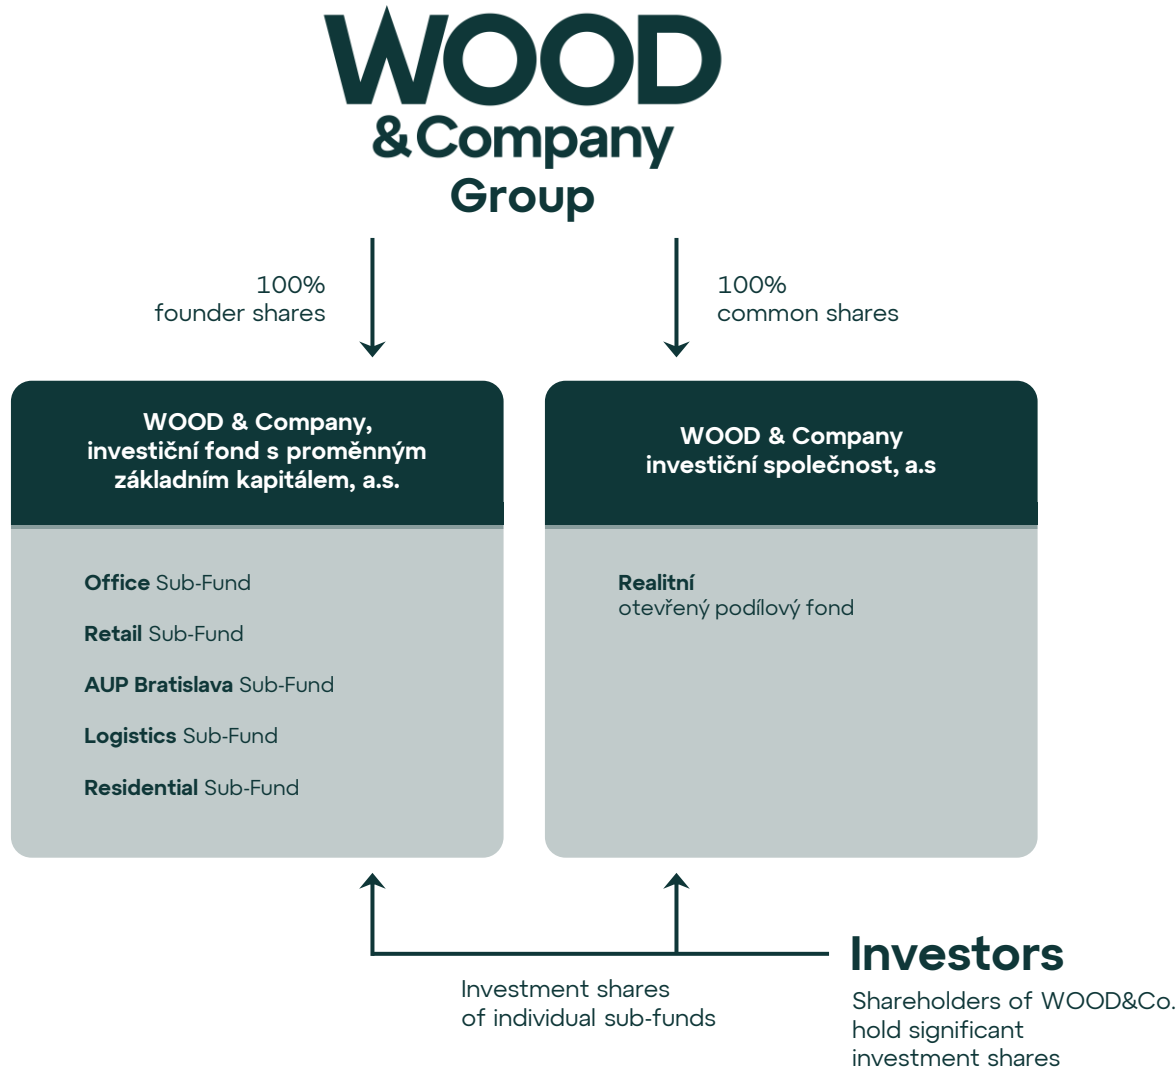 WOOD
& Company
Group
100%
founder shares
100%
common shares
WOOD & Company,
investiční fond s proměnným
základním kapitálem, a.s.
Office Sub-Fund
Retail Sub-Fund
AUP Bratislava Sub-Fund
Logistics Sub-Fund
Residential Sub-Fund
WOOD & Company
investiční společnost, a.s
Realitní
otevřený podílový fond
Investment shares
of individual sub-funds
Investors
Shareholders of WOOD&Co.
hold significant
investment shares